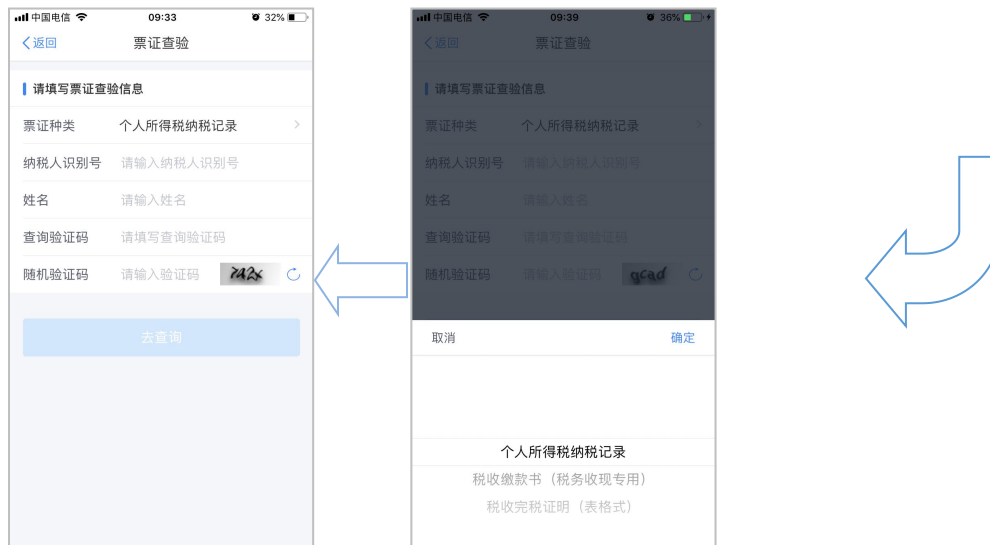 中国电信 09:33 32%
返回 票证查验
请填写票证查验信息
票证种类 个人所得税纳税记录
纳税人识别号 请输入纳税人识别号
姓名 请输入姓名
查询验证码 请填写查询验证码
随机验证码 请输入验证码 7A2x
去查询
中国电信 09:39 36%
返回 票证查验
请填写票证查验信息
票证种类 个人所得税纳税记录
纳税人识别号 请输入纳税人识别号
姓名 请输入姓名
查询验证码 请填写查询验证码
随机验证码 请输入验证码 qcad
取消 确定
个人所得税纳税记录
税收缴款书（税务收现专用）
税收完税证明（表格式）